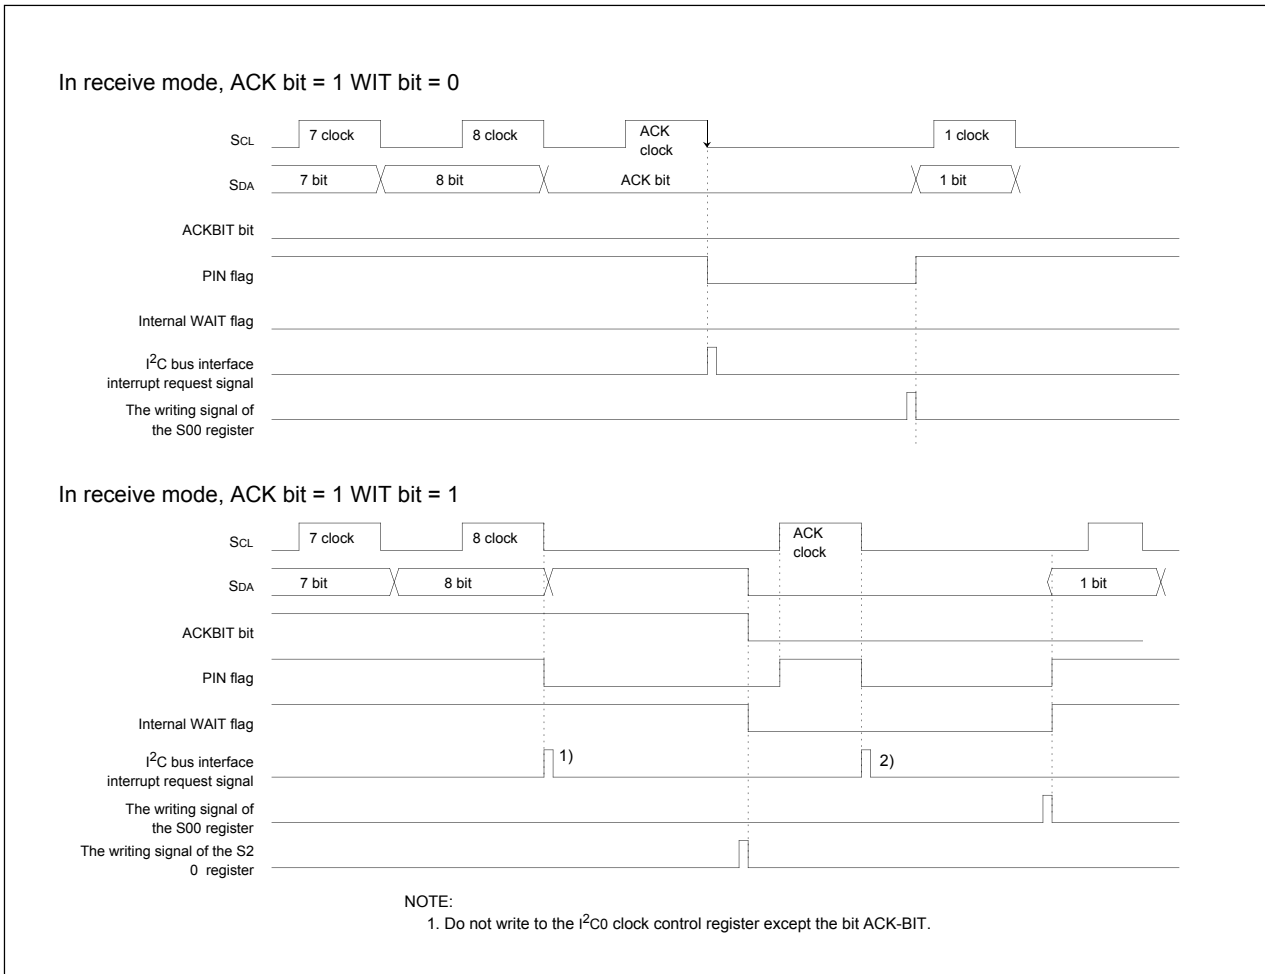 In receive mode, ACK bit = 1 WIT bit = 0
SCL
7 clock
8 clock
ACK
clock
1 clock
SDA
7 bit
8 bit
ACK bit
1 bit
ACKBIT bit
PIN flag
Internal WAIT flag
I2C bus interface
interrupt request signal
The writing signal of
the S00 register
In receive mode, ACK bit = 1 WIT bit = 1
SCL
7 clock
8 clock
ACK
clock
SDA
7 bit
8 bit
1 bit
ACKBIT bit
PIN flag
Internal WAIT flag
I2C bus interface
interrupt request signal
1)
2)
The writing signal of
the S00 register
The writing signal of the S2
0 register
NOTE:
1. Do not write to the I2C0 clock control register except the bit ACK-BIT.